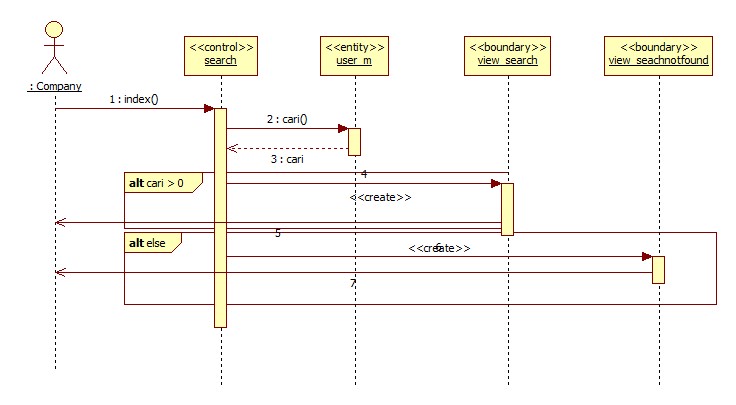 <<control>>
search
<<entity>>
user_m
<<boundary>>
view_search
<<boundary>>
view_seachnotfound
: Company
1 : index()
2 : cari()
3 : cari
4
alt cari > 0
<<create>>
5
alt else
<<create>>
6
7